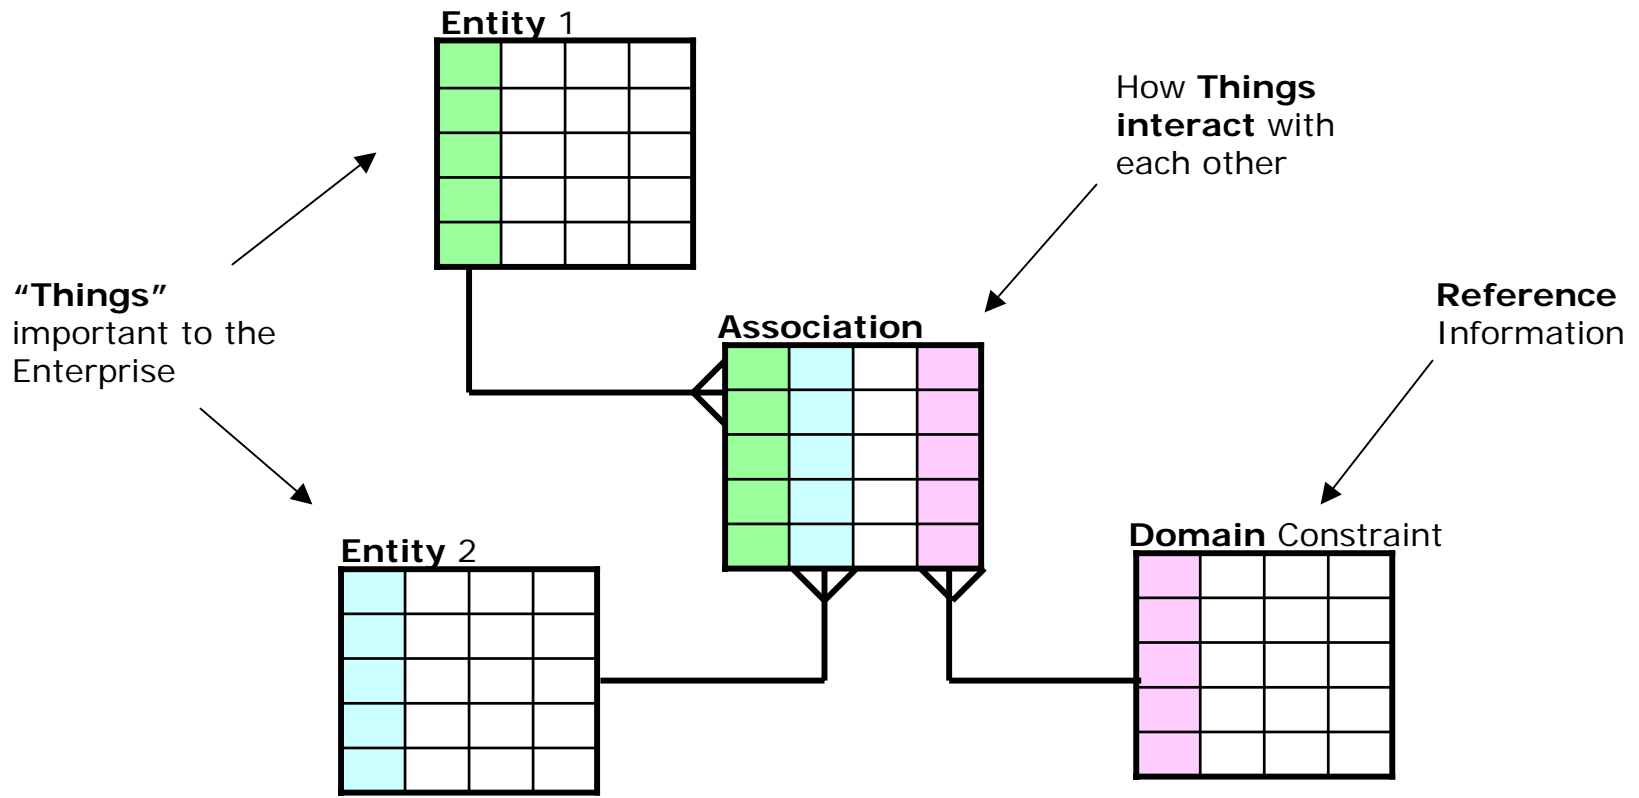 Entity 1
How Things
interact with
each other
“Things”
important to the
Enterprise
Association
Reference
Information
Entity 2
Domain Constraint